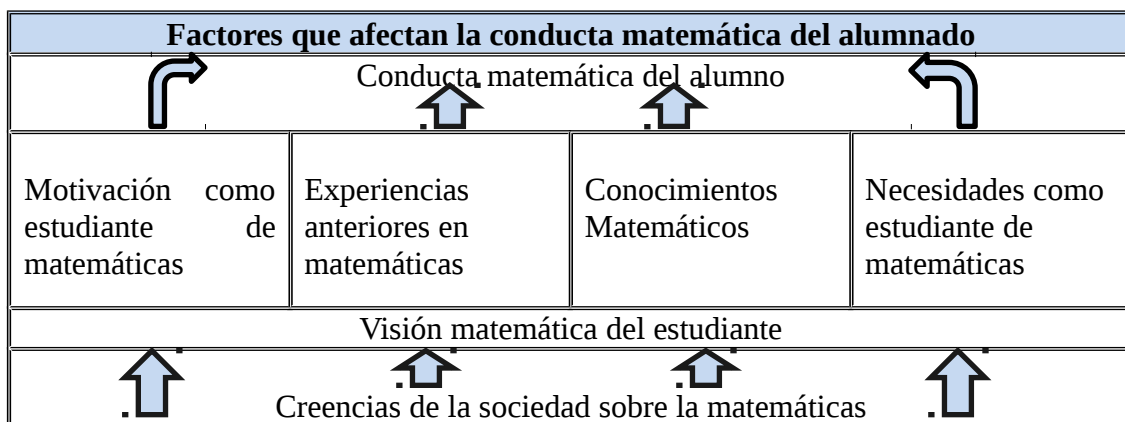 Factores que afectan la conducta matemática del alumnado
Conducta matemática del alumno
Motivación como
estudiante de
matemáticas
Experiencias
anteriores en
matemáticas
Conocimientos
Matemáticos
Necesidades como
estudiante de
matemáticas
Visión matemática del estudiante
Creencias de la sociedad sobre la matemáticas